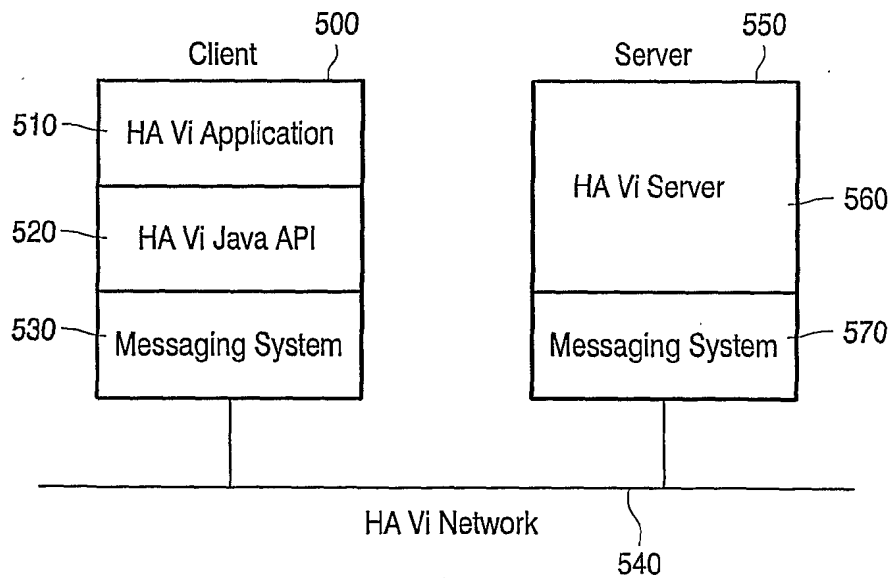 Client
500
Server
550
510
HA Vi Application
520
HA Vi Java API
530
Messaging System
HA Vi Server
560
Messaging System
570
HA Vi Network
540